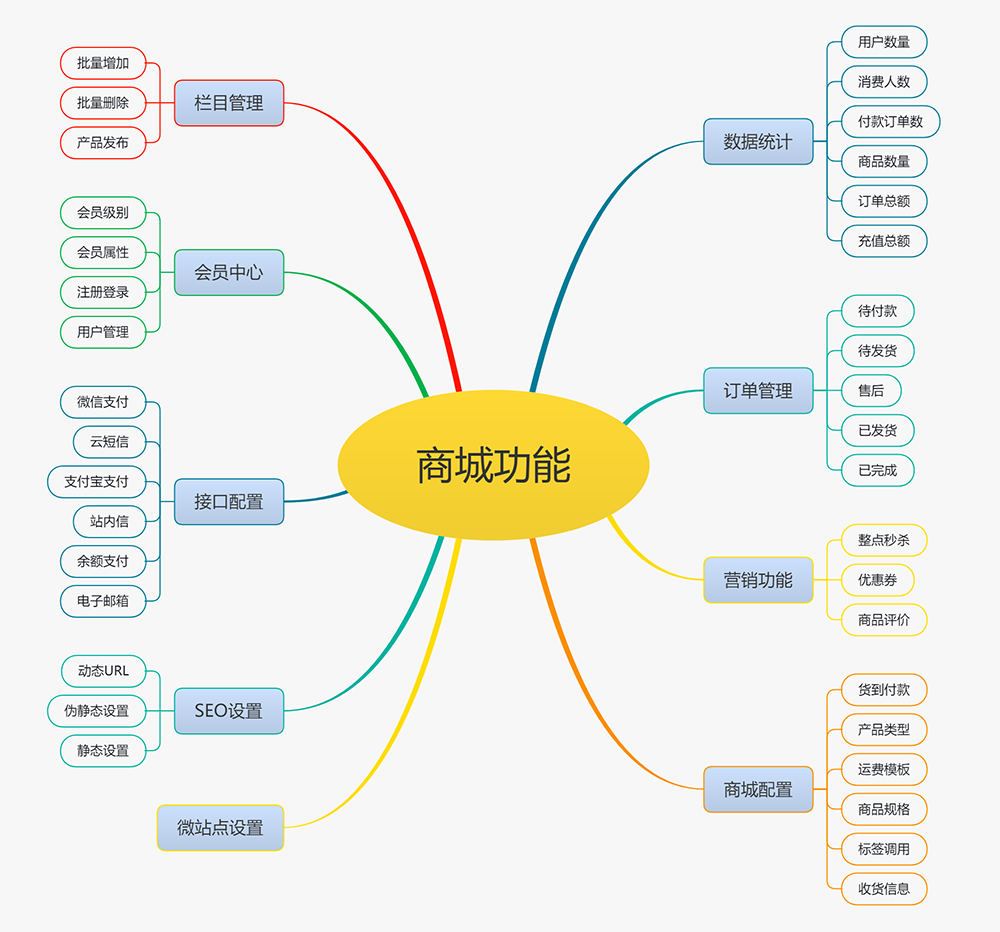 商城功能
栏目管理
批量增加
批量删除
产品发布
会员中心
会员级别
会员属性
注册登录
用户管理
接口配置
微信支付
云短信
支付宝支付
站内信
余额支付
电子邮箱
SEO设置
动态URL
伪静态设置
静态设置
微站点设置
数据统计
用户数量
消费人数
付款订单数
商品数量
订单总额
充值总额
订单管理
待付款
待发货
售后
已发货
已完成
营销功能
整点秒杀
优惠券
商品评价
商城配置
货到付款
产品类型
运费模板
商品规格
标签调用
收货信息